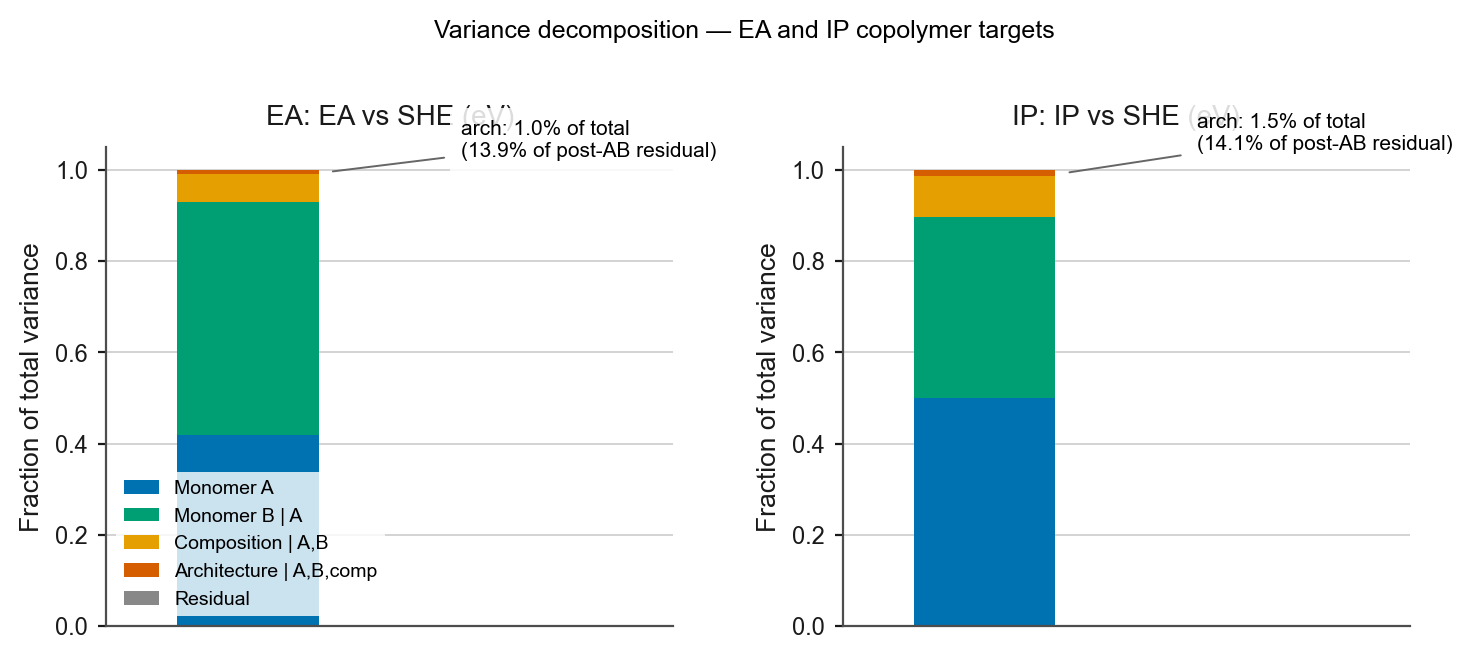 Variance decomposition — EA and IP copolymer targets
EA: EA vs SHE (eV)
arch: 1.0% of total
(13.9% of post-AB residual)
Fraction of total variance
1.0
0.8
0.6
0.4
0.2
0.0
Monomer A
Monomer B | A
Composition | A,B
Architecture | A,B,comp
Residual
IP: IP vs SHE (eV)
arch: 1.5% of total
(14.1% of post-AB residual)
Fraction of total variance
1.0
0.8
0.6
0.4
0.2
0.0